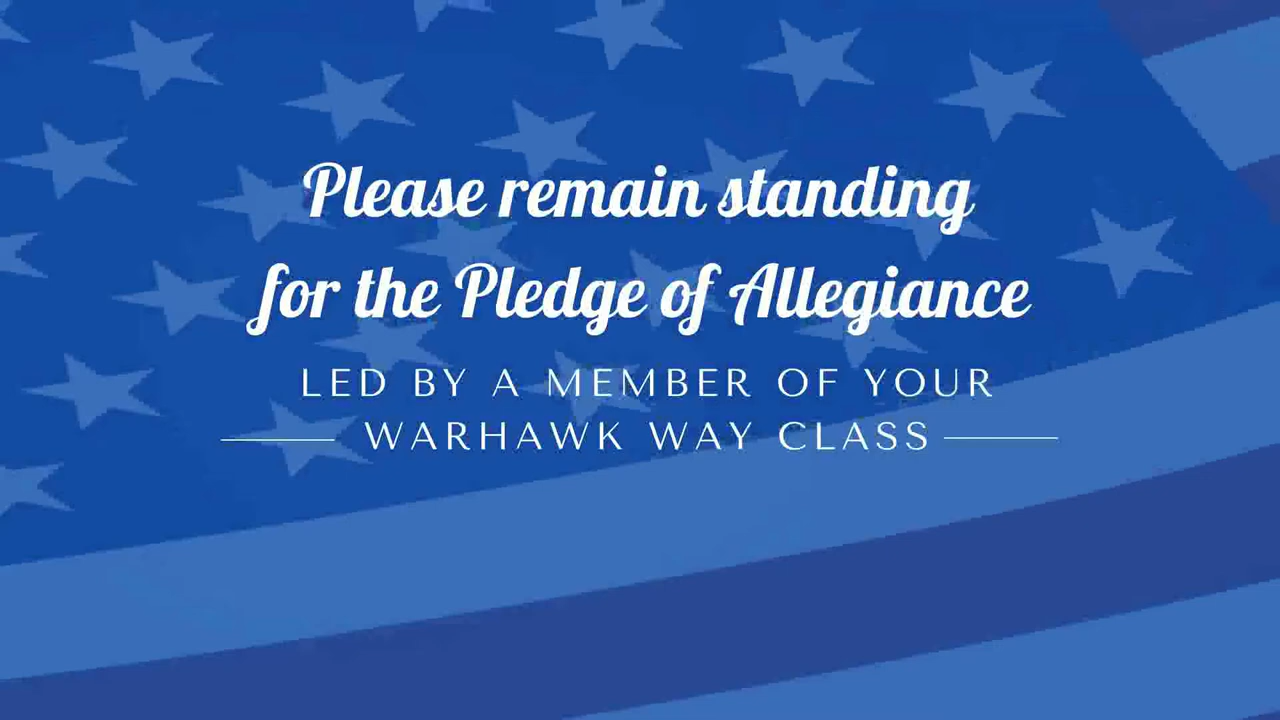 Please remain standing
for the Pledge of Allegiance
LED BY A MEMBER OF YOUR
WARHAWK WAY CLASS